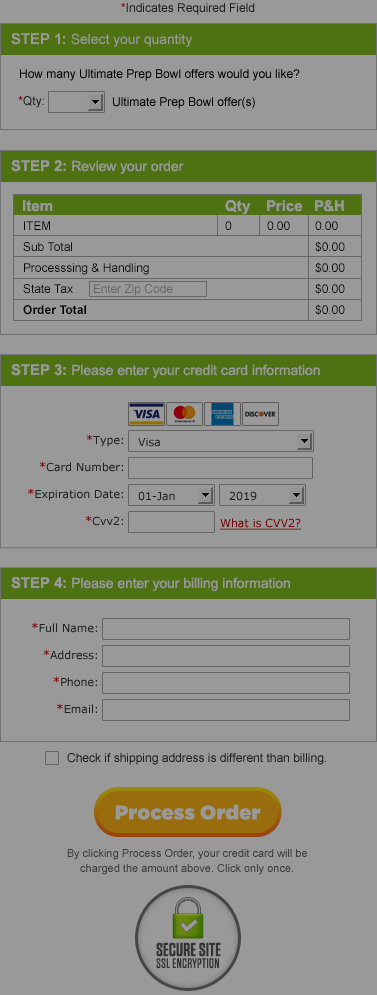 *Indicates Required Field
STEP 1: Select your quantity
How many Ultimate Prep Bowl offers would you like?
*Qty: Ultimate Prep Bowl offer(s)
STEP 2: Review your order
Item Qty Price P&H
ITEM 0 0.00 0.00
Sub Total $0.00
Processsing & Handling $0.00
State Tax Enter Zip Code $0.00
Order Total $0.00
STEP 3: Please enter your credit card information
VISA mastercard AMERICAN EXPRESS DISCOVER
*Type: Visa
*Card Number:
*Expiration Date: 01-Jan 2019
*Cvv2: What is CVV2?
STEP 4: Please enter your billing information
*Full Name:
*Address:
*Phone:
*Email:
Check if shipping address is different than billing.
Process Order
By clicking Process Order, your credit card will be
charged the amount above. Click only once.
SECURE SITE
SSL ENCRYPTION